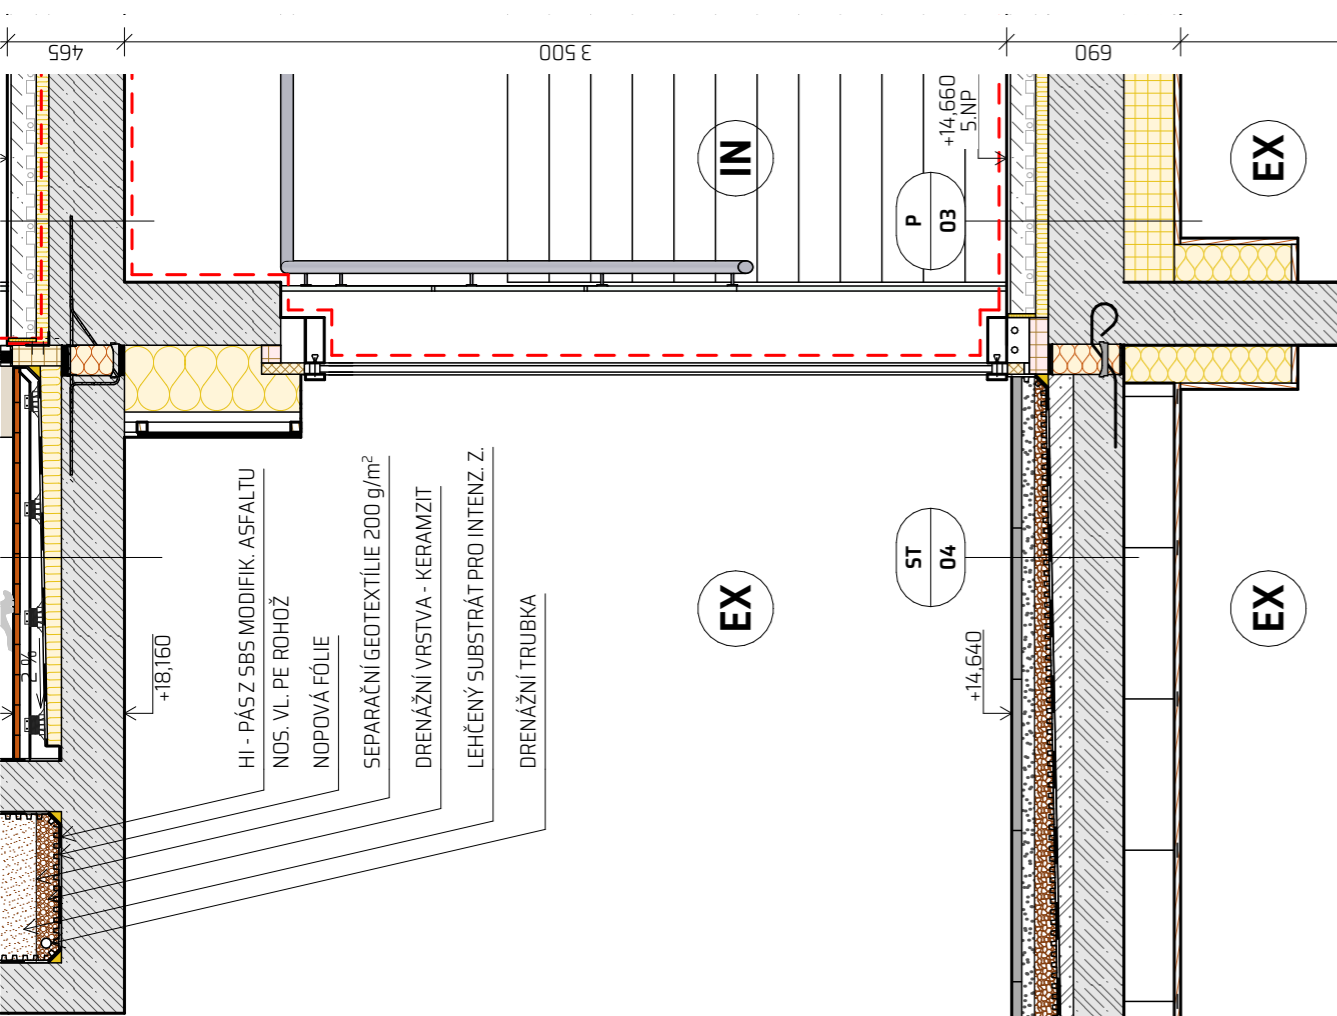 465
3 500
690
+14,660
5.NP
IN
EX
P
03
HI - PÁS Z SBS MODIFIK. ASFALTU
NOS. VL. PE ROHOŽ
NOPOVÁ FÓLIE
SEPARAČNÍ GEOTEXTÍLIE 200 g/m²
DRENÁŽNÍ VRSTVA - KERAMZIT
LEHČENÝ SUBSTRÁT PRO INTENZ. Z.
DRENÁŽNÍ TRUBKA
ST
04
EX
EX
2 %
+18,160
+14,640